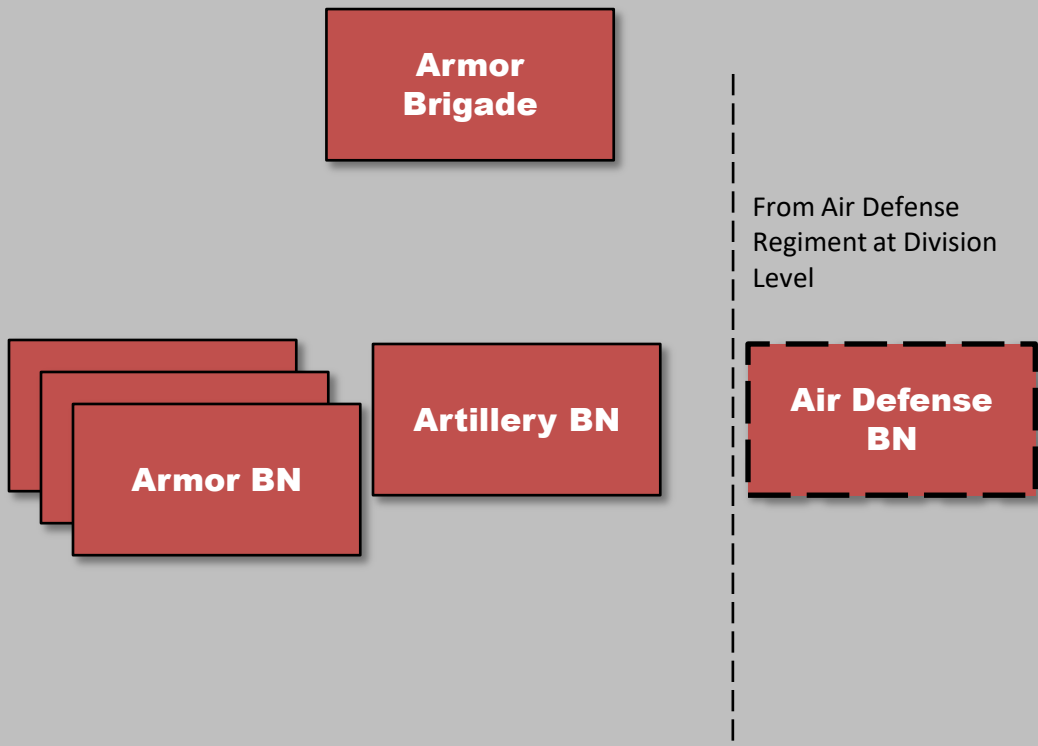 Armor
Brigade
From Air Defense
Regiment at Division
Level
Armor BN
Artillery BN
Air Defense
BN